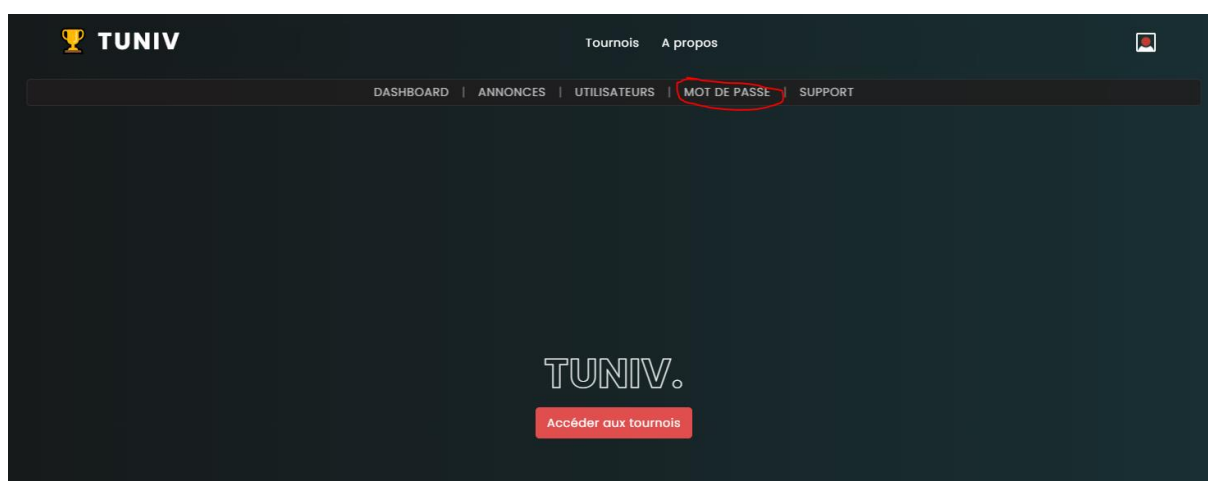 TUNIV
Tournois A propos
DASHBOARD | ANNONCES | UTILISATEURS | MOT DE PASSE | SUPPORT
TUNIV.
Accéder aux tournois